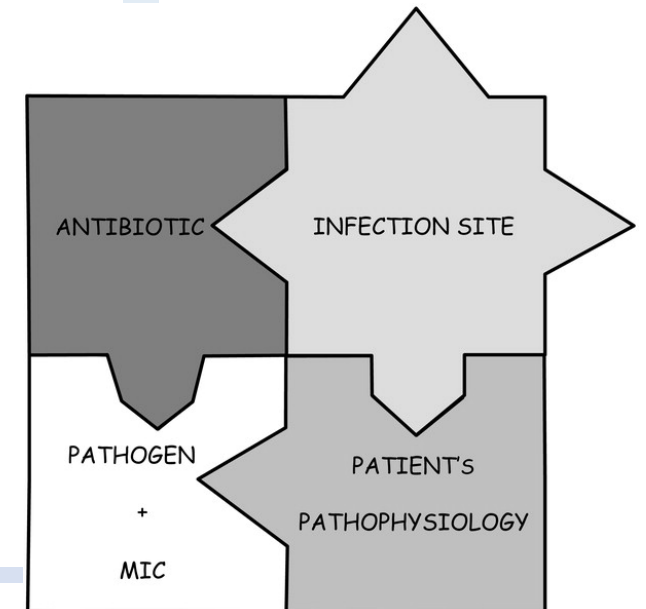 ANTIBIOTIC
INFECTION SITE
PATHOGEN
+
MIC
PATIENT'S
PATHOPHYSIOLOGY